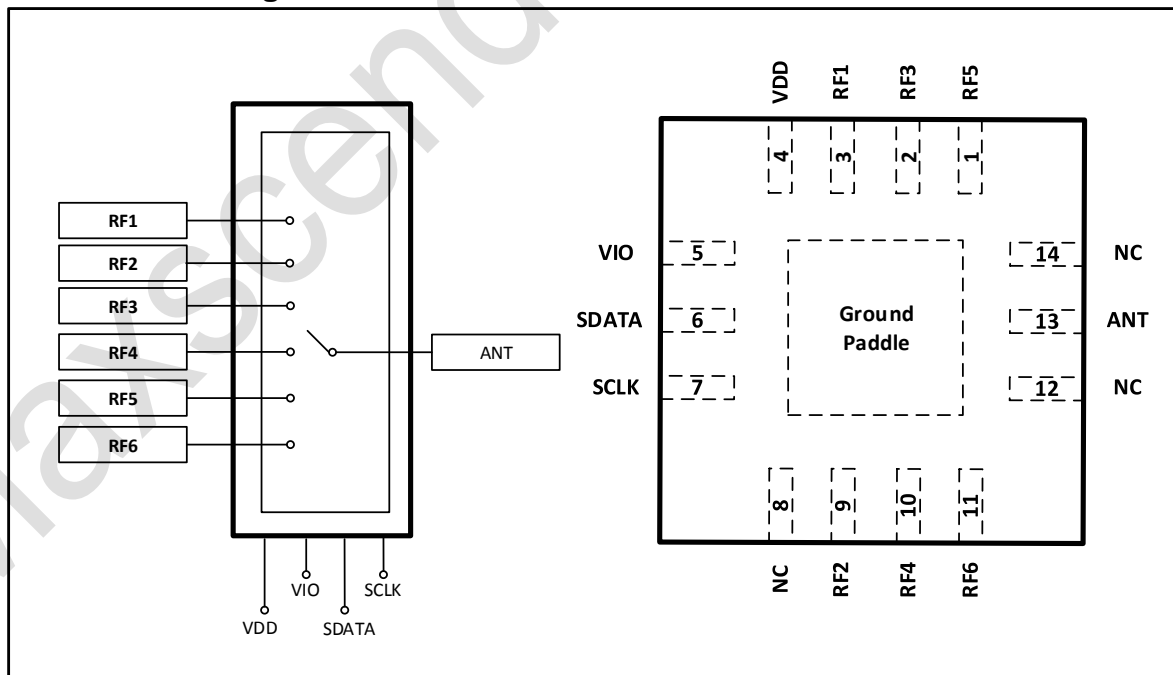 RF1
RF2
RF3
RF4
RF5
RF6
ANT
VDD
VIO
SDATA
SCLK
VDD
RF1
RF3
RF5
4
3
2
1
VIO
5
14
NC
SDATA
6
Ground
Paddle
13
ANT
SCLK
7
12
NC
8
9
10
11
NC
RF2
RF4
RF6